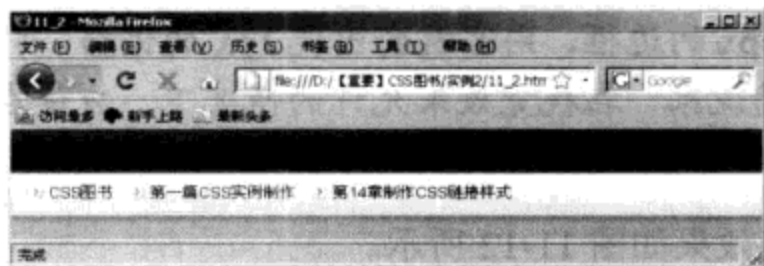 11_2 - Mozilla Firefox
文件(F) 编辑(E) 查看(V) 历史(S) 书签(B) 工具(T) 帮助(H)
file:///D:/【重要】CSS图书/实例2/11_2.htm Google
访问最多 新手上路 最新头条
CSS图书 第一篇CSS实例制作 第14章制作CSS链接样式
完成